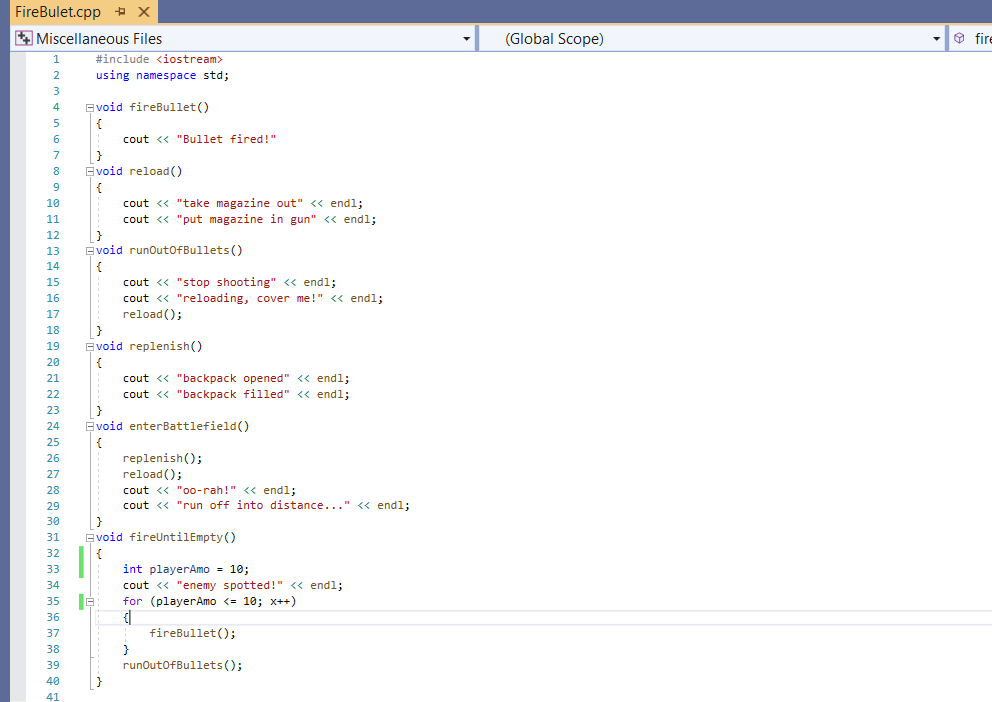 FireBulet.cpp
Miscellaneous Files (Global Scope) fire
1 #include <iostream>
2 using namespace std;
3
4 void fireBullet()
5 {
6 cout << "Bullet fired!"
7 }
8 void reload()
9 {
10 cout << "take magazine out" << endl;
11 cout << "put magazine in gun" << endl;
12 }
13 void runOutOfBullets()
14 {
15 cout << "stop shooting" << endl;
16 cout << "reloading, cover me!" << endl;
17 reload();
18 }
19 void replenish()
20 {
21 cout << "backpack opened" << endl;
22 cout << "backpack filled" << endl;
23 }
24 void enterBattlefield()
25 {
26 replenish();
27 reload();
28 cout << "oo-rah!" << endl;
29 cout << "run off into distance..." << endl;
30 }
31 void fireUntilEmpty()
32 {
33 int playerAmo = 10;
34 cout << "enemy spotted!" << endl;
35 for (playerAmo <= 10; x++)
36 {
37 fireBullet();
38 }
39 runOutOfBullets();
40 }
41